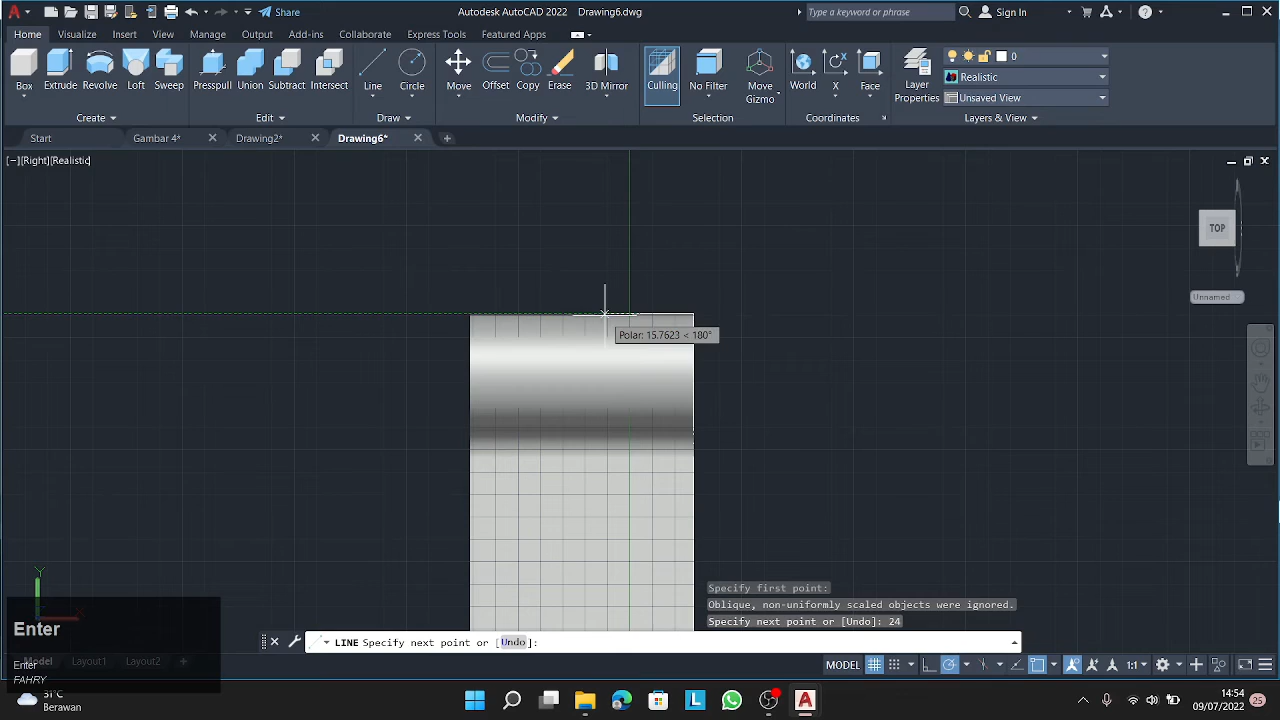 Share
Autodesk AutoCAD 2022 Drawing6.dwg
Type a keyword or phrase
Sign In
Home Visualize Insert View Manage Output Add-ins Collaborate Express Tools Featured Apps
Box Extrude Revolve Loft Sweep Presspull Union Subtract Intersect Line Circle Move Offset Copy Erase 3D Mirror Culling No Filter Move Gizmo World X Face Layer Properties
0
Realistic
Unsaved View
Create Edit Draw Modify Selection Coordinates Layers & View
Start Gambar 4* Drawing2* Drawing6*
[−][Right][Realistic]
TOP
Unnamed
Polar: 15.7623 < 180°
Y
Specify first point:
Oblique, non-uniformly scaled objects were ignored.
Specify next point or [Undo]: 24
LINE Specify next point or [Undo]:
Enter
Enter
FAHRY
Model Layout1 Layout2
MODEL 1:1
31°C
Berawan
14:54
09/07/2023
25